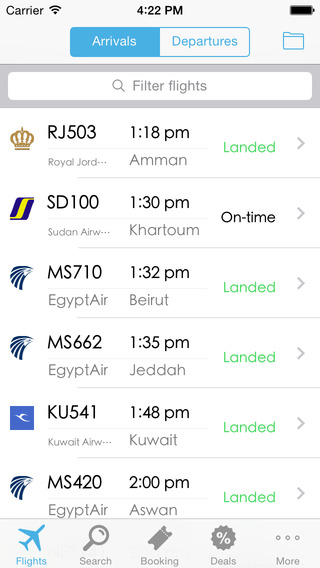 Carrier 4:22 PM
Arrivals Departures
Filter flights
RJ503 1:18 pm Landed
Royal Jord··· Amman
SD100 1:30 pm On-time
Sudan Airw··· Khartoum
MS710 1:32 pm Landed
EgyptAir Beirut
MS662 1:35 pm Landed
EgyptAir Jeddah
KU541 1:48 pm Landed
Kuwait Airw··· Kuwait
MS420 2:00 pm Landed
EgyptAir Aswan
Flights Search Booking Deals More